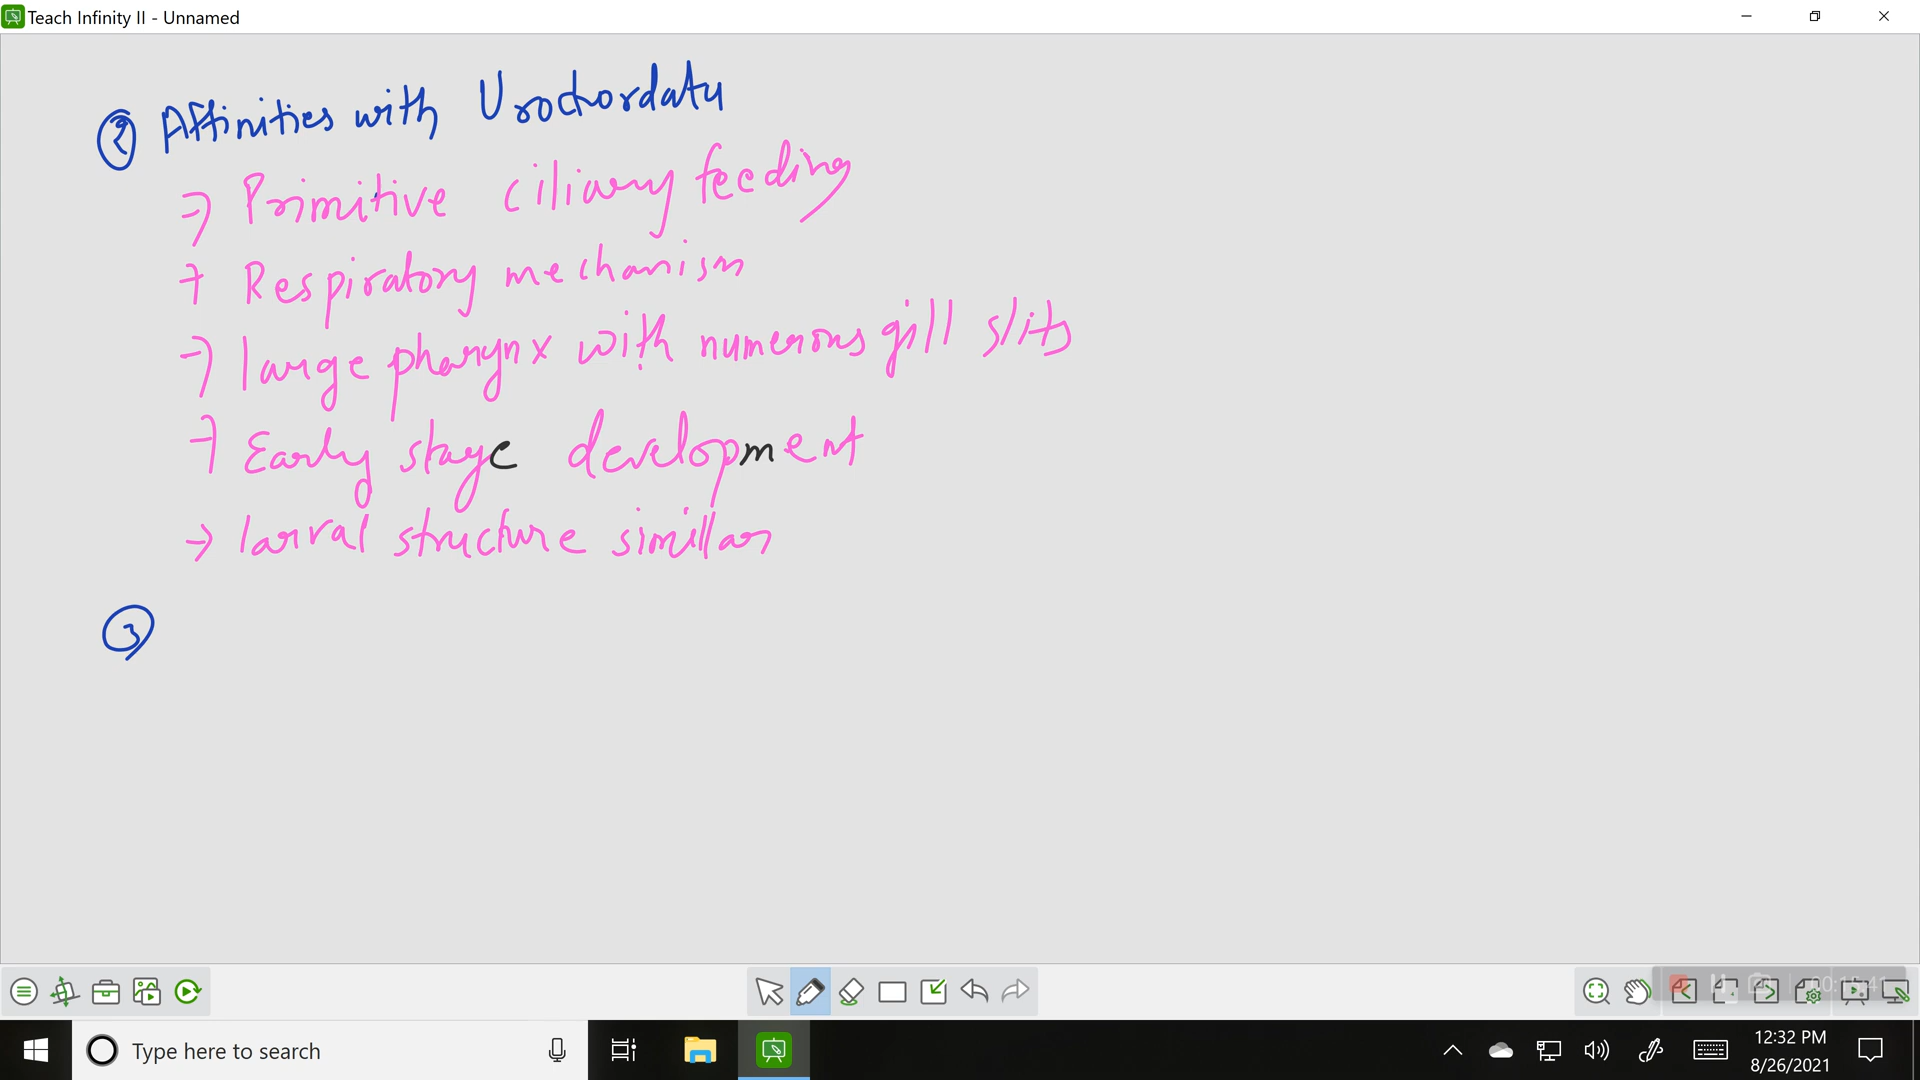 Teach Infinity II - Unnamed
② Affinities with Urochordata
⇒ Primitive ciliary feeding
→ Respiratory mechanism
→ large pharynx with numerous gill slits
→ Early stage development
→ larval structure simillar
③
Type here to search
12:32 PM
8/26/2021